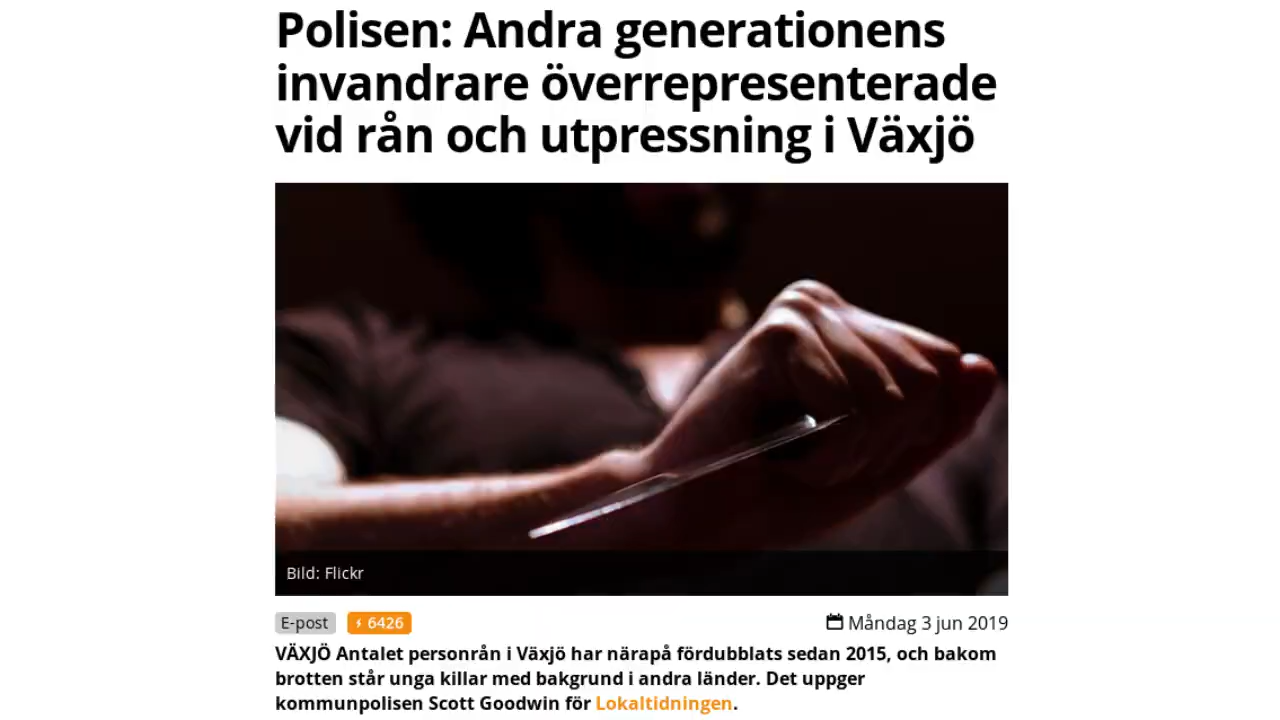 Polisen: Andra generationens
invandrare överrepresenterade
vid rån och utpressning i Växjö
Bild: Flickr
E-post 6426 Måndag 3 jun 2019
VÄXJÖ Antalet personrån i Växjö har närapå fördubblats sedan 2015, och bakom
brotten står unga killar med bakgrund i andra länder. Det uppger
kommunpolisen Scott Goodwin för Lokaltidningen.